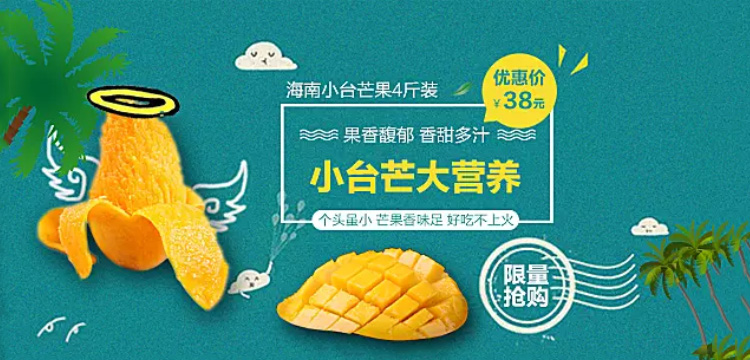 海南小台芒果4斤装
优惠价
¥38元
果香馥郁 香甜多汁
小台芒大营养
个头虽小 芒果香味足 好吃不上火
限量
抢购